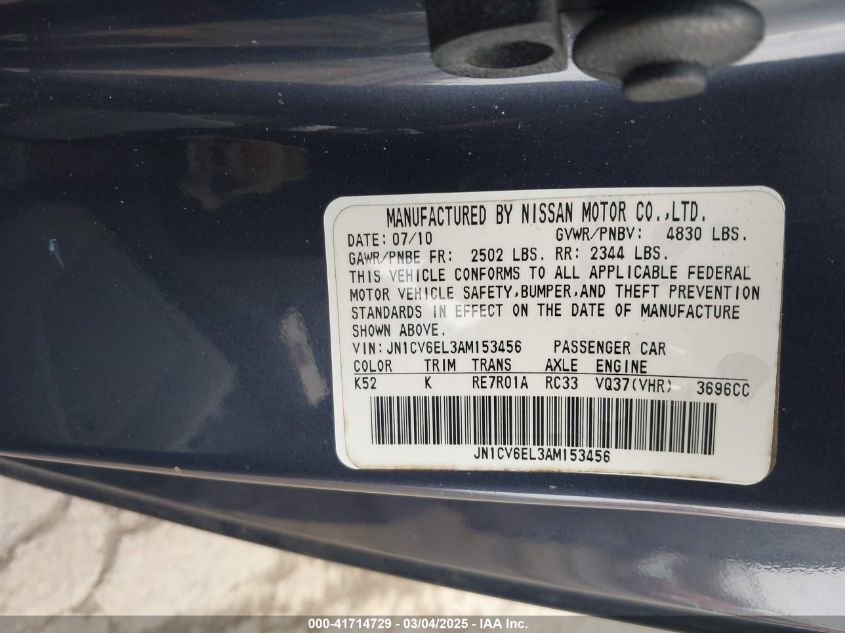 MANUFACTURED BY NISSAN MOTOR CO.,LTD.
DATE: 07/10 GVWR/PNBV: 4830 LBS.
GAWR/PNBE FR: 2502 LBS. RR: 2344 LBS.
THIS VEHICLE CONFORMS TO ALL APPLICABLE FEDERAL
MOTOR VEHICLE SAFETY,BUMPER,AND THEFT PREVENTION
STANDARDS IN EFFECT ON THE DATE OF MANUFACTURE
SHOWN ABOVE.
VIN: JN1CV6EL3AM153456 PASSENGER CAR
COLOR TRIM TRANS AXLE ENGINE
K52 K RE7R01A RC33 VQ37(VHR) 3696CC
JN1CV6EL3AM153456
000-41714729 - 03/04/2025 - IAA Inc.